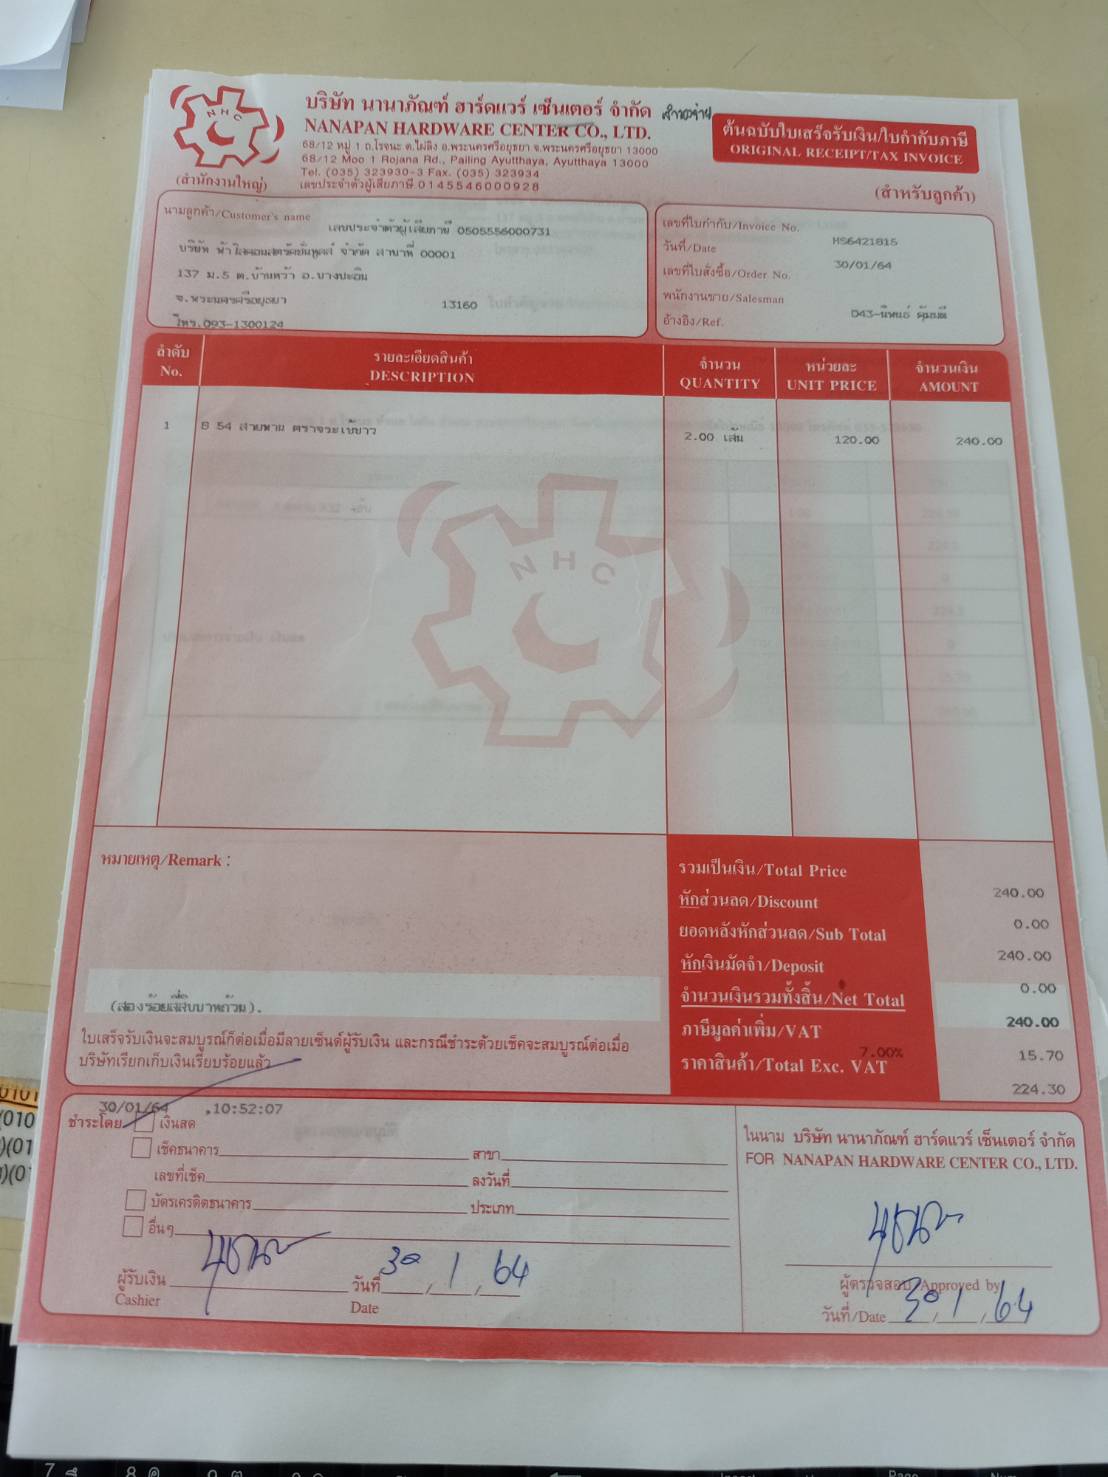 บริษัท นานาภัณฑ์ ฮาร์ดแวร์ เซ็นเตอร์ จำกัด
NANAPAN HARDWARE CENTER CO., LTD.
68/12 หมู่ 1 ถ.โรจนะ ต.ไผ่ลิง อ.พระนครศรีอยุธยา จ.พระนครศรีอยุธยา 13000
68/12 Moo 1 Rojana Rd., Pailing Ayutthaya, Ayutthaya 13000
Tel. (035) 323930-3 Fax. (035) 323934
เลขประจำตัวผู้เสียภาษี 0145546000928
NHC
(สำนักงานใหญ่)
ต้นฉบับใบเสร็จรับเงิน/ใบกำกับภาษี
ORIGINAL RECEIPT/TAX INVOICE
(สำหรับลูกค้า)
นามลูกค้า/Customer's name
เลขประจำตัวผู้เสียภาษี 0505556000731
บริษัท ฟ้า จำกัด สาขาที่ 00001
137 ม.5 ต.บ้านหว้า อ.บางปะอิน
จ.พระนครศรีอยุธยา 13160
โทร.093-1300124
เลขที่ใบกำกับ/Invoice No. HS6421815
วันที่/Date 30/01/64
เลขที่ใบสั่งซื้อ/Order No.
พนักงานขาย/Salesman D43-นิพนธ์
อ้างอิง/Ref.
ลำดับ รายละเอียดสินค้า จำนวน หน่วยละ จำนวนเงิน
No. DESCRIPTION QUANTITY UNIT PRICE AMOUNT
1 B 54 สายพาน ตราจระเข้ขาว 2.00 เส้น 120.00 240.00
NHC
หมายเหตุ/Remark :
รวมเป็นเงิน/Total Price 240.00
หักส่วนลด/Discount 0.00
ยอดหลังหักส่วนลด/Sub Total 240.00
หักเงินมัดจำ/Deposit 0.00
จำนวนเงินรวมทั้งสิ้น/Net Total 240.00
ภาษีมูลค่าเพิ่ม/VAT 7.00% 15.70
ราคาสินค้า/Total Exc. VAT 224.30
(สองร้อยสี่สิบบาทถ้วน).
ใบเสร็จรับเงินจะสมบูรณ์ก็ต่อเมื่อมีลายเซ็นต์ผู้รับเงิน และกรณีชำระด้วยเช็คจะสมบูรณ์ต่อเมื่อ
บริษัทเรียกเก็บเงินเรียบร้อยแล้ว
30/01/64 ,10:52:07
ชำระโดย เงินสด
เช็คธนาคาร สาขา
เลขที่เช็ค ลงวันที่
บัตรเครดิตธนาคาร ประเภท
อื่นๆ
ผู้รับเงิน วันที่ 30 / 1 / 64
Cashier Date
ในนาม บริษัท นานาภัณฑ์ ฮาร์ดแวร์ เซ็นเตอร์ จำกัด
FOR NANAPAN HARDWARE CENTER CO., LTD.
ผู้ตรวจสอบ/Approved by
วันที่/Date 30 / 1 / 64